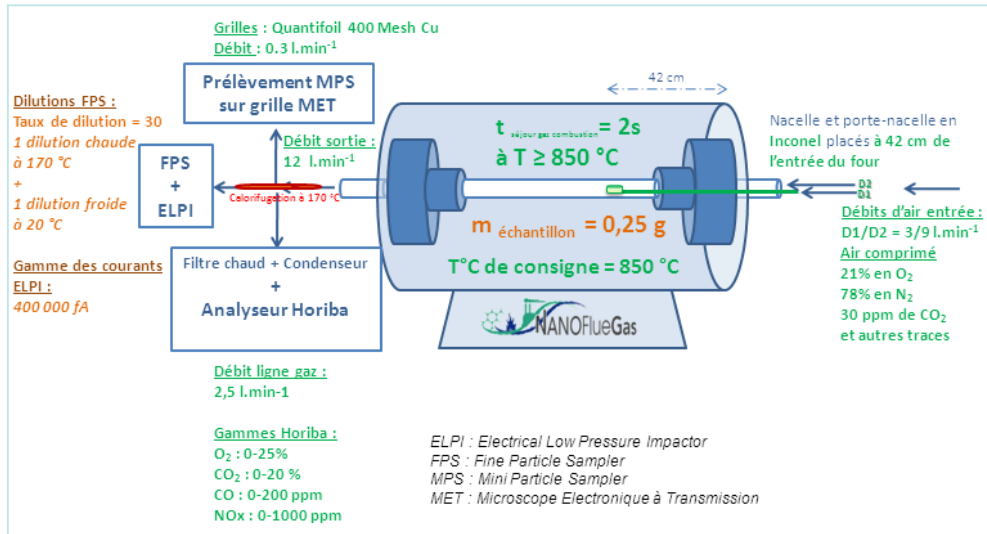 Grilles : Quantifoil 400 Mesh Cu
Débit : 0.3 l.min-1
Prélèvement MPS
sur grille MET
Dilutions FPS :
Taux de dilution = 30
1 dilution chaude
à 170 °C
+
1 dilution froide
à 20 °C
Gamme des courants
ELPI :
400 000 fA
FPS
+
ELPI
Débit sortie :
12 l.min-1
Calorifugation à 170 °C
Filtre chaud + Condenseur
+
Analyseur Horiba
Débit ligne gaz :
2,5 l.min-1
Gammes Horiba :
O2 : 0-25%
CO2 : 0-20 %
CO : 0-200 ppm
NOx : 0-1000 ppm
42 cm
t séjour gaz combustion = 2s
à T ≥ 850 °C
m échantillon = 0,25 g
T°C de consigne = 850 °C
NANOFlueGas
Nacelle et porte-nacelle en
Inconel placés à 42 cm de
l'entrée du four
D2
D1
Débits d'air entrée :
D1/D2 = 3/9 l.min-1
Air comprimé
21% en O2
78% en N2
30 ppm de CO2
et autres traces
ELPI : Electrical Low Pressure Impactor
FPS : Fine Particle Sampler
MPS : Mini Particle Sampler
MET : Microscope Electronique à Transmission